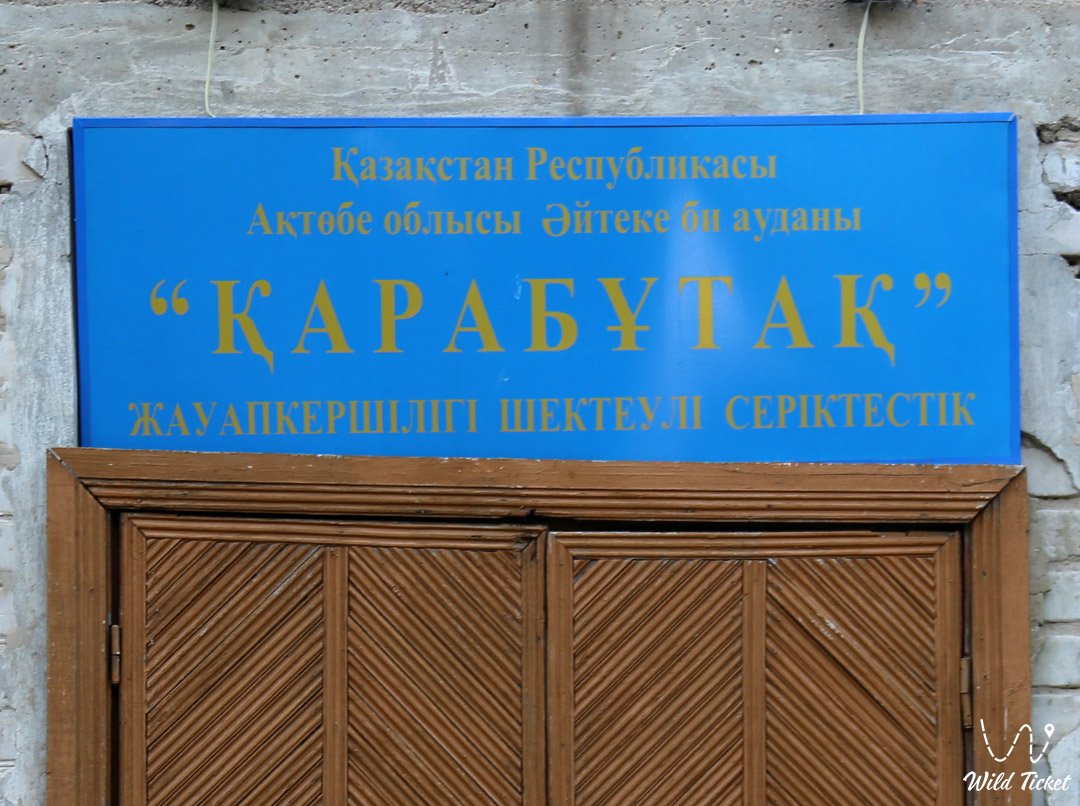 Қазақстан Республикасы
Ақтөбе облысы Әйтеке би ауданы
“ҚАРАБҰТАҚ”
ЖАУАПКЕРШІЛІГІ ШЕКТЕУЛІ СЕРІКТЕСТІК
Wild Ticket